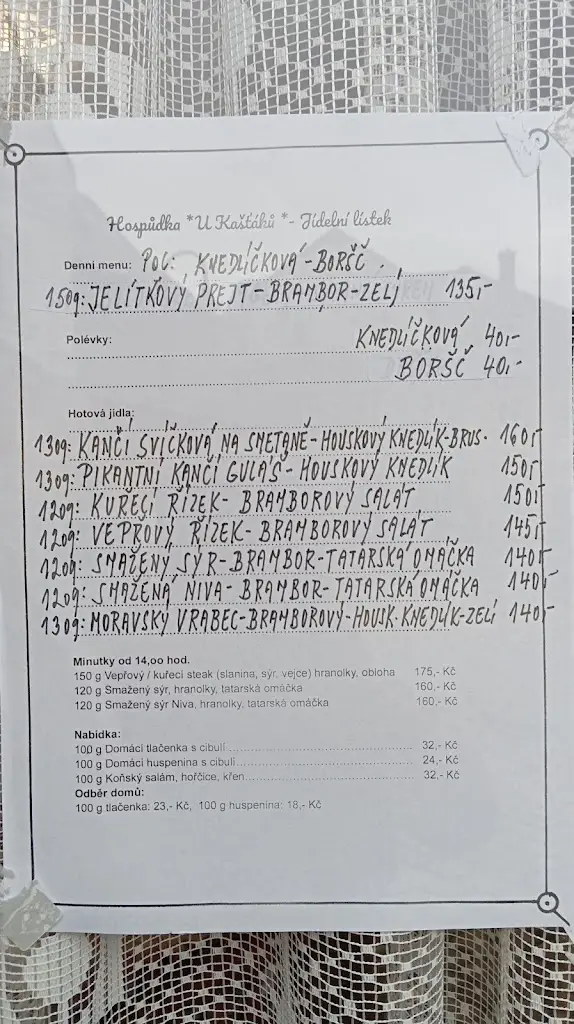 Hospůdka *U Kašťáků *- Jídelní lístek
Denní menu: POL: KNEDLÍČKOVÁ-BORŠČ
150g: JELÍTKOVÝ PREJT-BRAMBOR-ZELÍ 135,-
Polévky: KNEDLÍČKOVÁ 40,-
BORŠČ 40,-
Hotová jídla:
130g: KANČÍ SVÍČKOVÁ NA SMETANĚ-HOUSKOVÝ KNEDLÍK-BRUS. 160,-
130g: PIKANTNÍ KANČÍ GULÁŠ-HOUSKOVÝ KNEDLÍK 150,-
120g: KUŘECÍ ŘÍZEK-BRAMBOROVÝ SALÁT 150,-
120g: VEPŘOVÝ ŘÍZEK-BRAMBOROVÝ SALÁT 145,-
120g: SMAŽENÝ SÝR-BRAMBOR-TATARSKÁ OMÁČKA 140,-
120g: SMAŽENÁ NIVA-BRAMBOR-TATARSKÁ OMÁČKA 140,-
130g: MORAVSKÝ VRABEC-BRAMBOROVÝ-HOUSK.KNEDLÍK-ZELÍ 140,-
Minutky od 14,oo hod.
150 g Vepřový / kuřecí steak (slanina, sýr, vejce) hranolky, obloha 175,- Kč
120 g Smažený sýr, hranolky, tatarská omáčka 160,- Kč
120 g Smažený sýr Niva, hranolky, tatarská omáčka 160,- Kč
Nabídka:
100 g Domácí tlačenka s cibulí 32,- Kč
100 g Domácí huspenina s cibulí 24,- Kč
100 g Koňský salám, hořčice, křen 32,- Kč
Odběr domů:
100 g tlačenka: 23,- Kč, 100 g huspenina: 18,- Kč